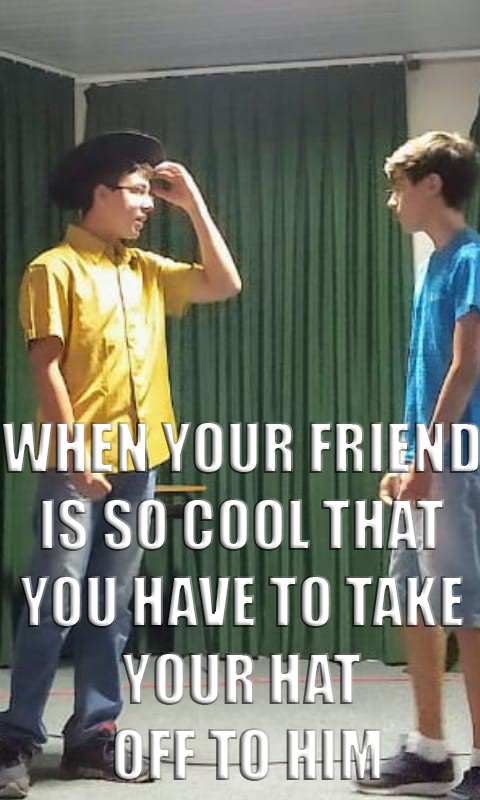 WHEN YOUR FRIEND
IS SO COOL THAT
YOU HAVE TO TAKE
YOUR HAT
OFF TO HIM